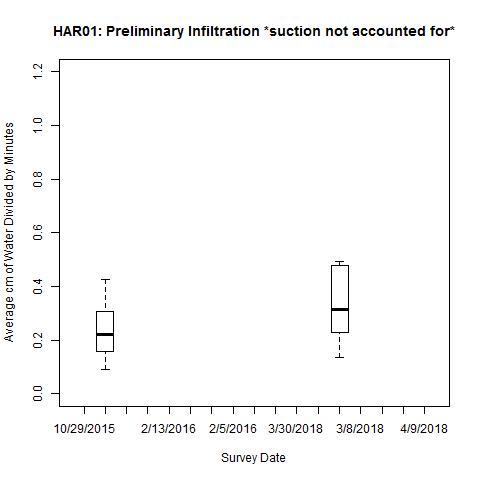 HAR01: Preliminary Infiltration *suction not accounted for*
Average cm of Water Divided by Minutes
1.2
1.0
0.8
0.6
0.4
0.2
0.0
10/29/2015 2/13/2016 2/5/2016 3/30/2018 3/8/2018 4/9/2018
Survey Date